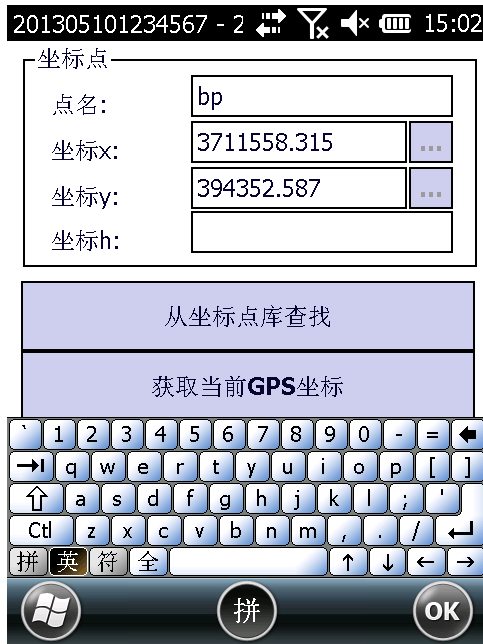 201305101234567 - 2 15:02
坐标点
点名: bp
坐标x: 3711558.315 ...
坐标y: 394352.587 ...
坐标h:
从坐标点库查找
获取当前GPS坐标
` 1 2 3 4 5 6 7 8 9 0 - =
q w e r t y u i o p [ ]
a s d f g h j k l ; '
Ctl z x c v b n m , . /
拼 英 符 全
拼 OK